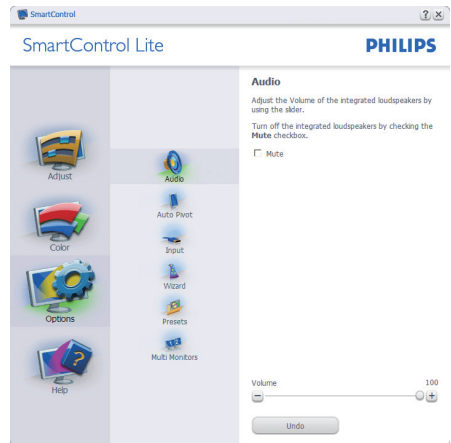 SmartControl
SmartControl Lite
PHILIPS
Adjust
Color
Options
Help
Audio
Auto Pivot
Input
Wizard
Presets
Multi Monitors
Audio
Adjust the Volume of the integrated loudspeakers by
using the slider.
Turn off the integrated loudspeakers by checking the
Mute checkbox.
Mute
Volume 100
Undo